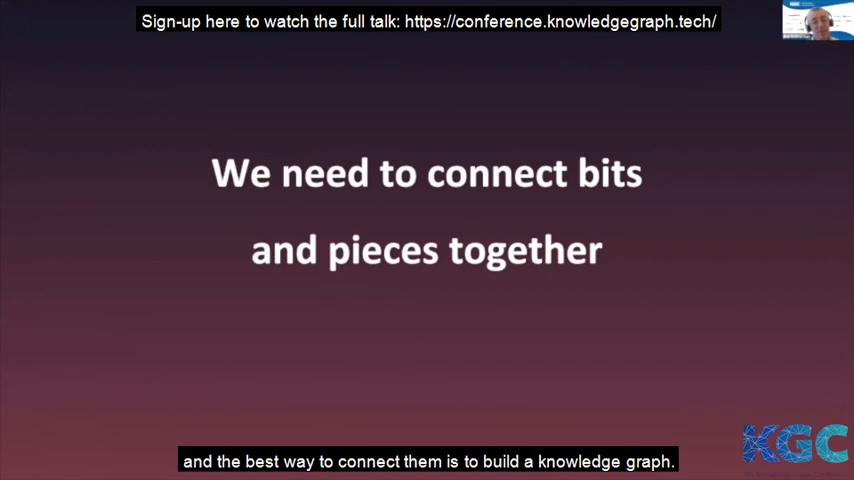 Sign-up here to watch the full talk: https://conference.knowledgegraph.tech/
We need to connect bits
and pieces together
KGC
and the best way to connect them is to build a knowledge graph.